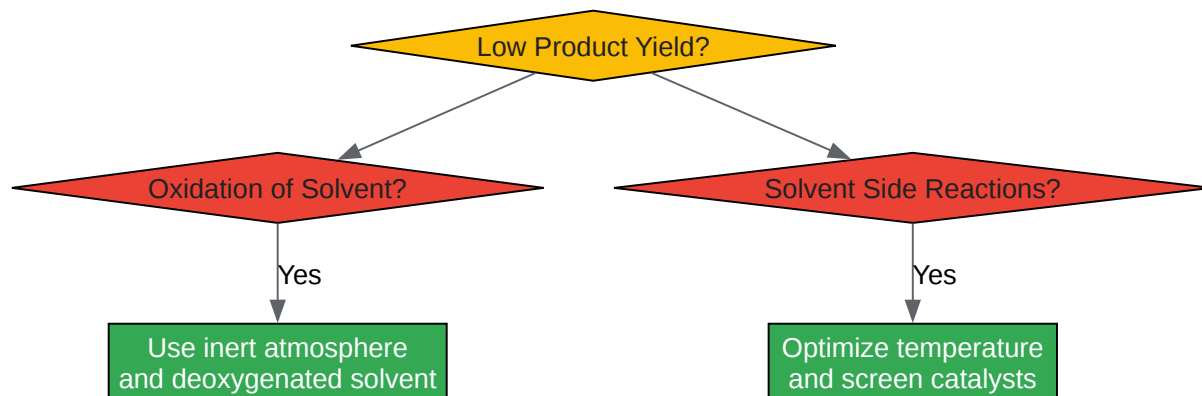 Low Product Yield?
Oxidation of Solvent?
Solvent Side Reactions?
Yes
Yes
Use inert atmosphere
and deoxygenated solvent
Optimize temperature
and screen catalysts